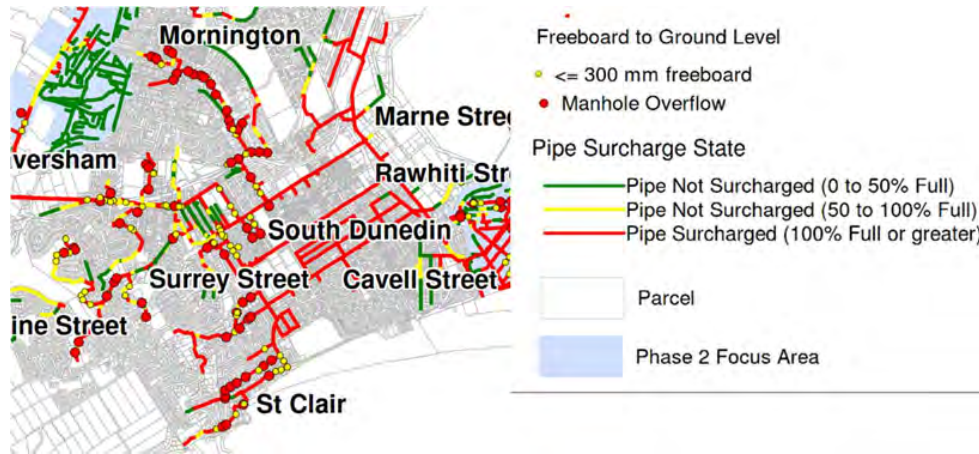 Mornington
Marne Stree
aversham
Rawhiti Stre
South Dunedin
Surrey Street
Cavell Street
ine Street
St Clair
Freeboard to Ground Level
<= 300 mm freeboard
Manhole Overflow
Pipe Surcharge State
Pipe Not Surcharged (0 to 50% Full)
Pipe Not Surcharged (50 to 100% Full)
Pipe Surcharged (100% Full or greater)
Parcel
Phase 2 Focus Area